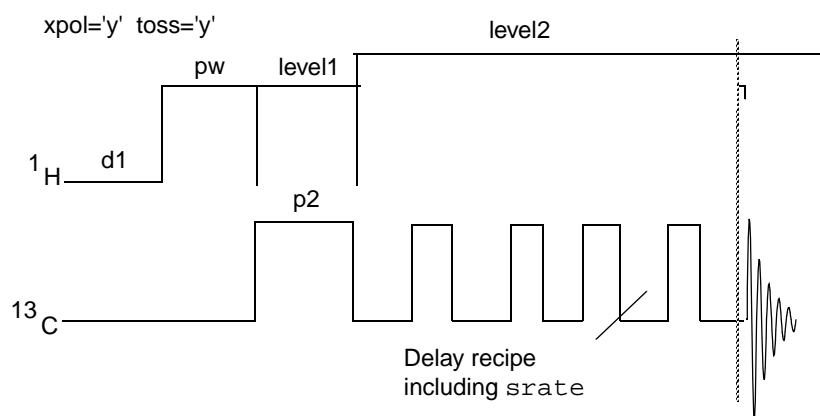 xpol='y' toss='y'
level2
pw
level1
d1
1H
p2
13C
Delay recipe
including srate